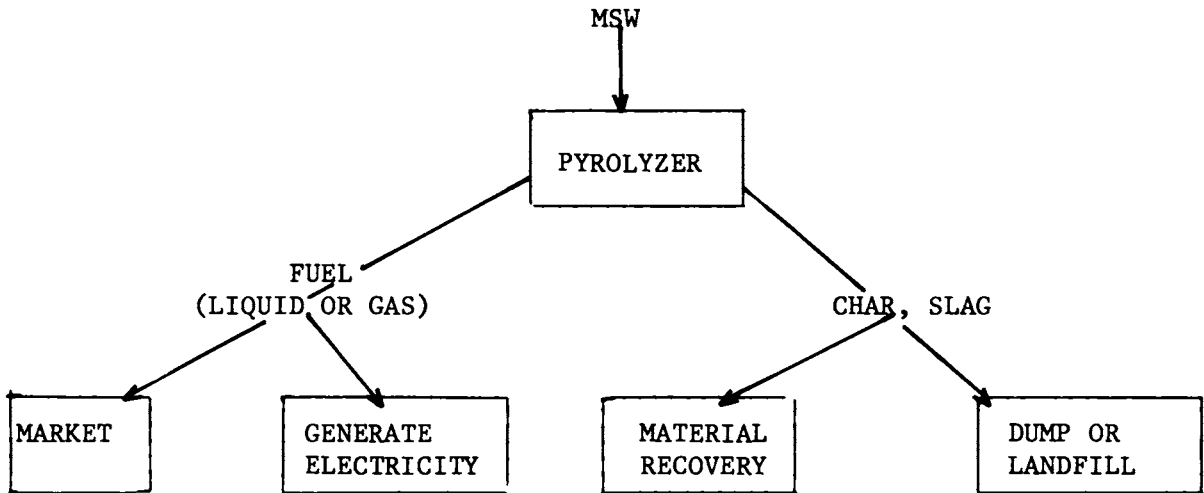 MSW
PYROLYZER
FUEL
(LIQUID OR GAS)
CHAR, SLAG
MARKET
GENERATE
ELECTRICITY
MATERIAL
RECOVERY
DUMP OR
LANDFILL